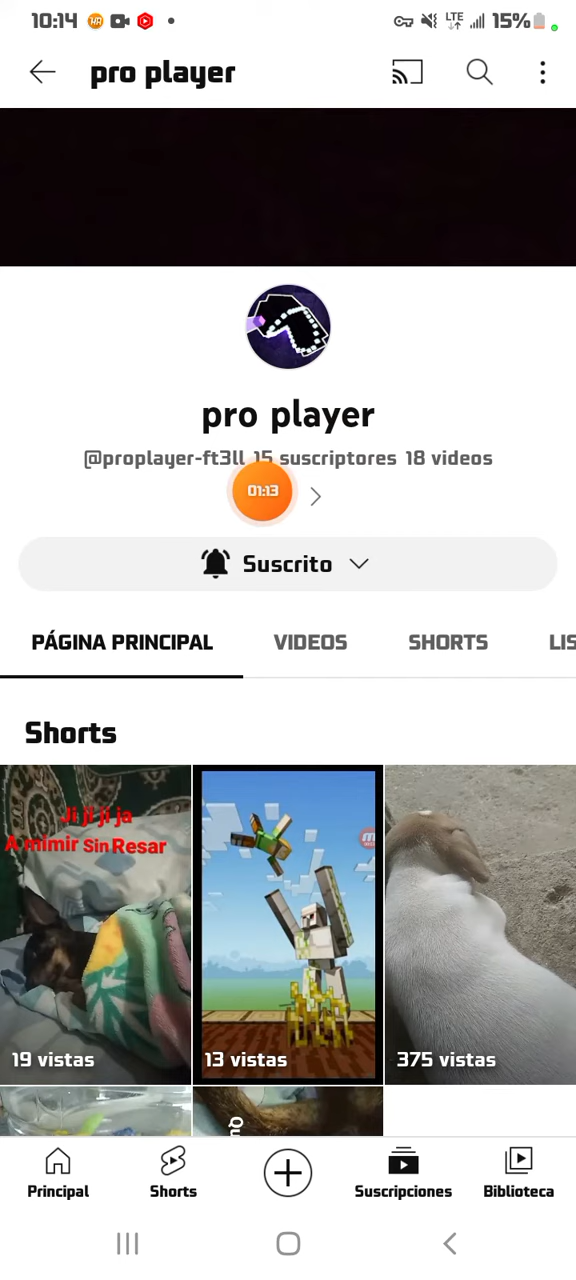 10:14
LTE
15%
pro player
pro player
@proplayer-ft3ll 15 suscriptores 18 videos
01:13
Suscrito
PÁGINA PRINCIPAL VIDEOS SHORTS LIS
Shorts
Ji ji ji ja
A mimir Sin Resar
19 vistas
13 vistas
375 vistas
Principal
Shorts
Suscripciones
Biblioteca